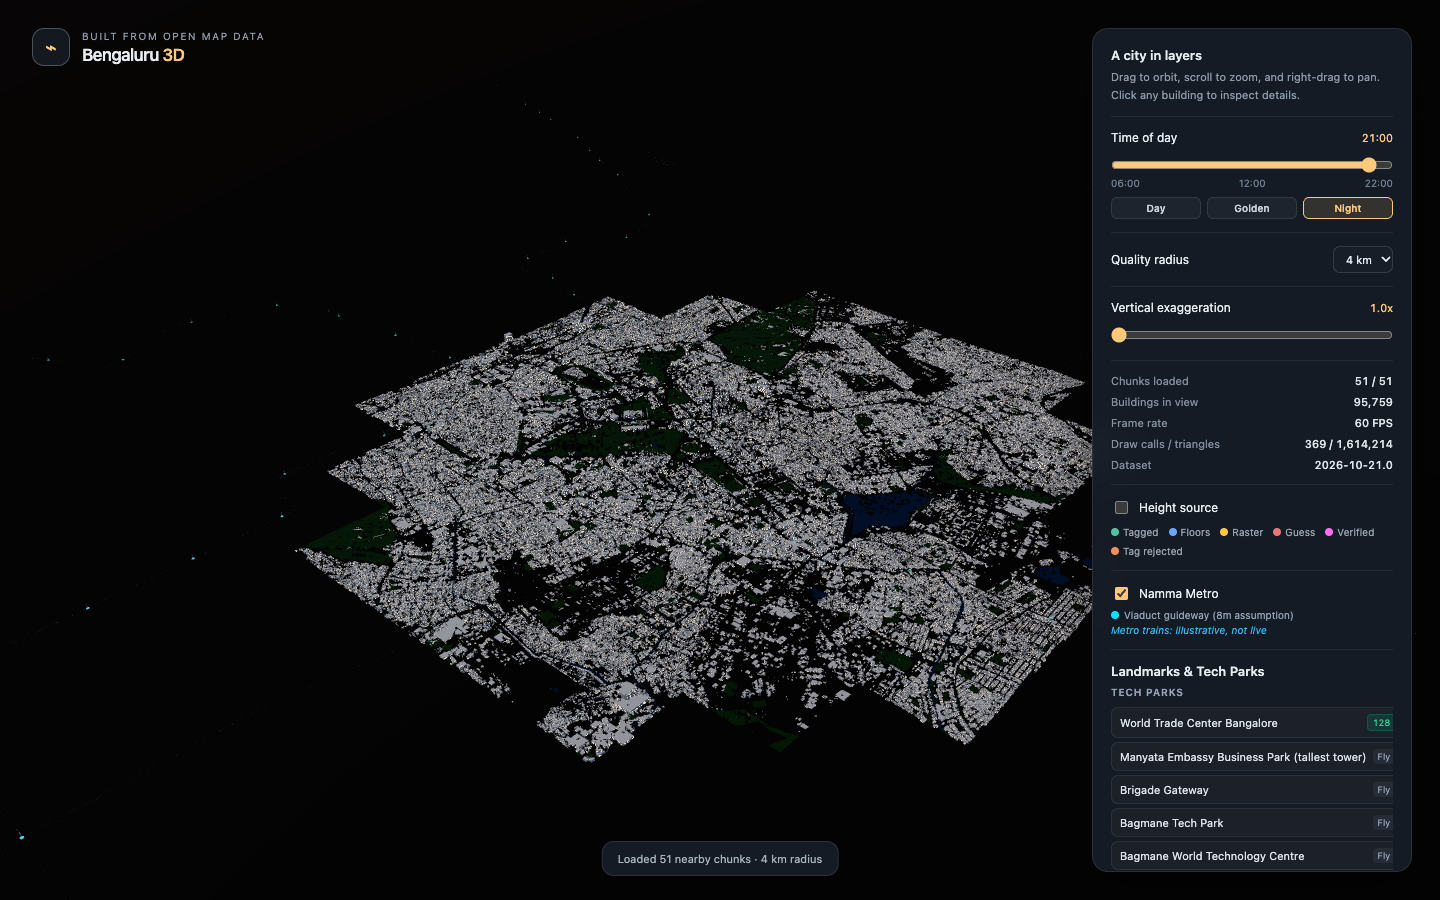 BUILT FROM OPEN MAP DATA
Bengaluru 3D
A city in layers
Drag to orbit, scroll to zoom, and right-drag to pan.
Click any building to inspect details.
Time of day 21:00
06:00 12:00 22:00
Day Golden Night
Quality radius 4 km
Vertical exaggeration 1.0x
Chunks loaded 51 / 51
Buildings in view 95,759
Frame rate 60 FPS
Draw calls / triangles 369 / 1,614,214
Dataset 2026-10-21.0
Height source
Tagged Floors Raster Guess Verified
Tag rejected
Namma Metro
Viaduct guideway (8m assumption)
Metro trains: illustrative, not live
Landmarks & Tech Parks
TECH PARKS
World Trade Center Bangalore 128
Manyata Embassy Business Park (tallest tower) Fly
Brigade Gateway Fly
Bagmane Tech Park Fly
Bagmane World Technology Centre Fly
Loaded 51 nearby chunks · 4 km radius